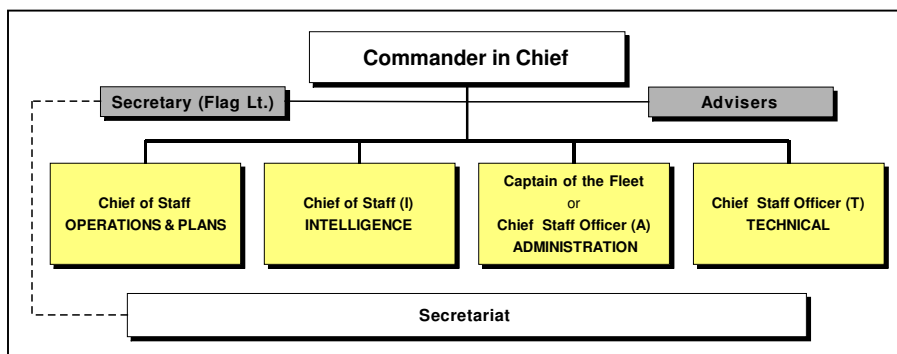 Commander in Chief
Secretary (Flag Lt.)
Advisers
Chief of Staff
OPERATIONS & PLANS
Chief of Staff (I)
INTELLIGENCE
Captain of the Fleet
or
Chief Staff Officer (A)
ADMINISTRATION
Chief Staff Officer (T)
TECHNICAL
Secretariat